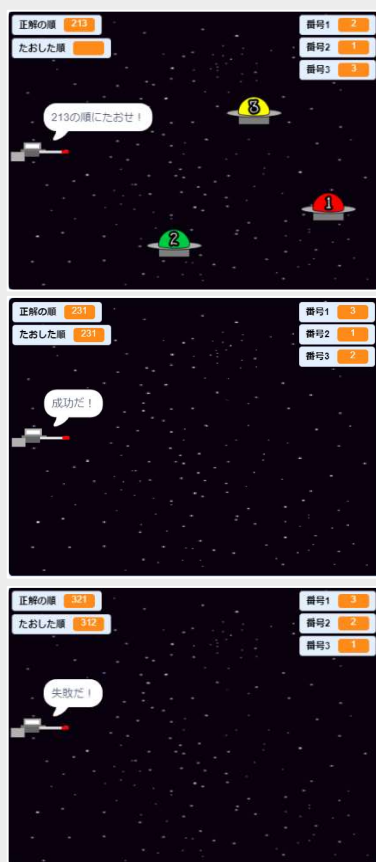 正解の順 213
たおした順
番号1 2
番号2 1
番号3 3
213の順にたおせ！
3
1
2
正解の順 231
たおした順 231
番号1 3
番号2 1
番号3 2
成功だ！
正解の順 321
たおした順 312
番号1 3
番号2 2
番号3 1
失敗だ！